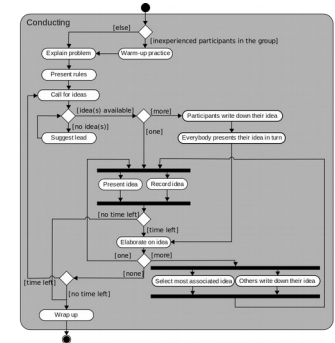 Conducting
[else]
[inexperienced participants in the group]
Explain problem
Warm-up practice
Present rules
Call for ideas
[idea(s) available]
[more]
Participants write down their idea
[no idea(s)]
[one]
Suggest lead
Everybody presents their idea in turn
Present idea
Record idea
[no time left]
[time left]
Elaborate on idea
[one]
[more]
[none]
[time left]
Select most associated idea
Others write down their idea
[no time left]
Wrap up